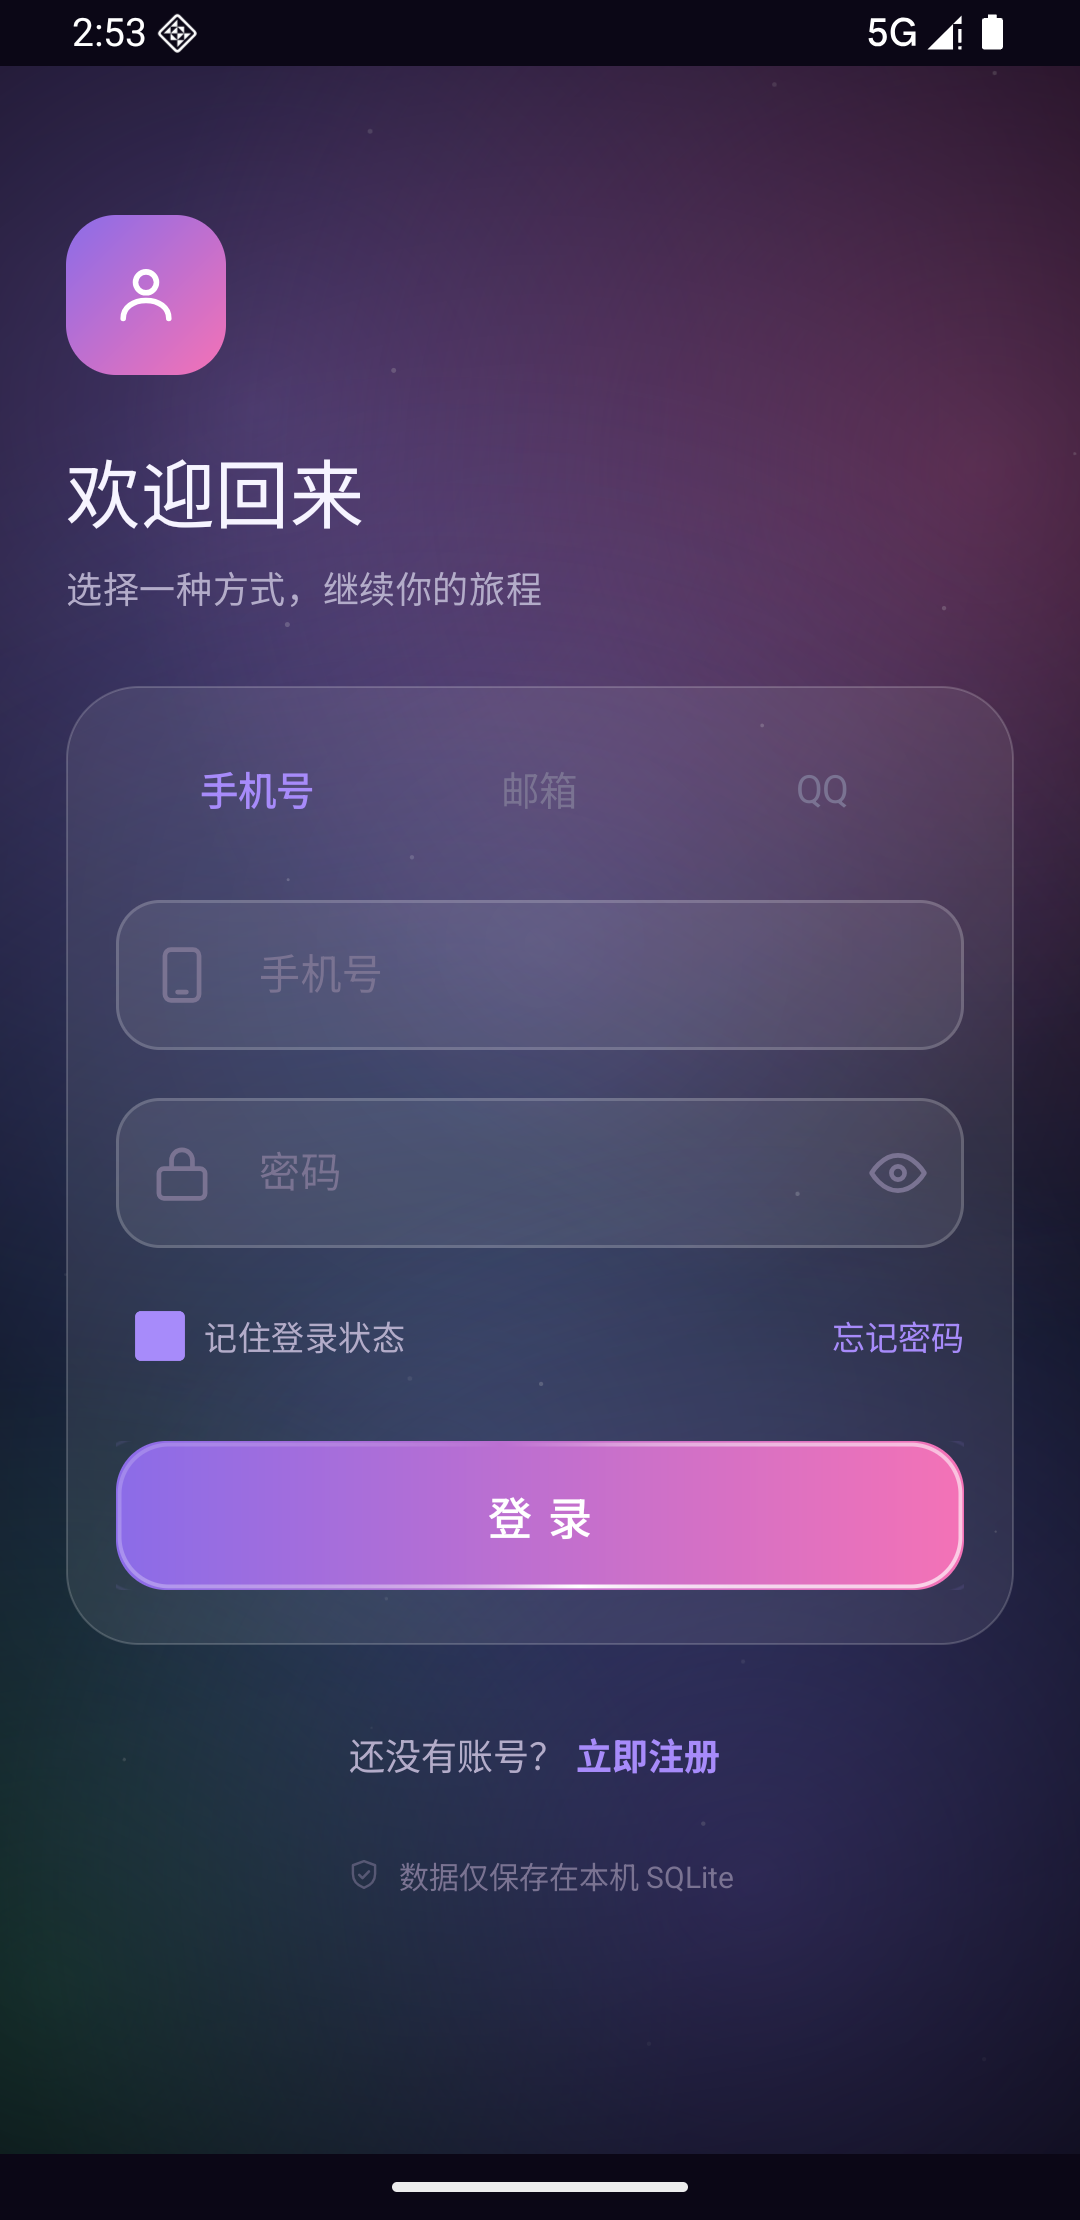 2:53
5G
欢迎回来
选择一种方式，继续你的旅程
手机号 邮箱 QQ
手机号
密码
记住登录状态 忘记密码
登 录
还没有账号？ 立即注册
数据仅保存在本机 SQLite